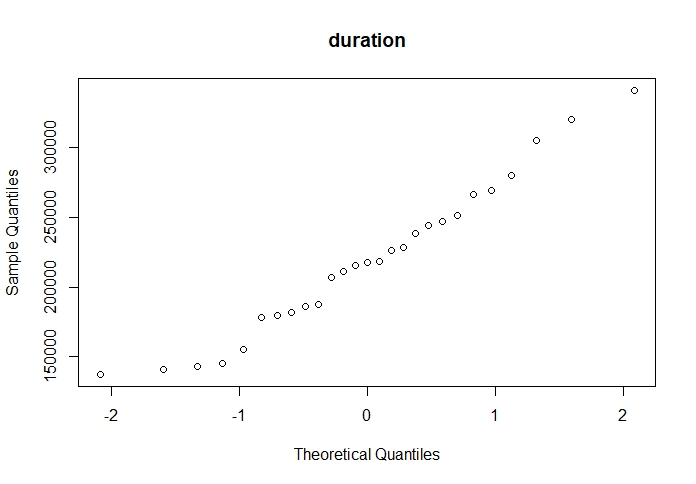 duration
Sample Quantiles
300000
250000
200000
150000
-2 -1 0 1 2
Theoretical Quantiles